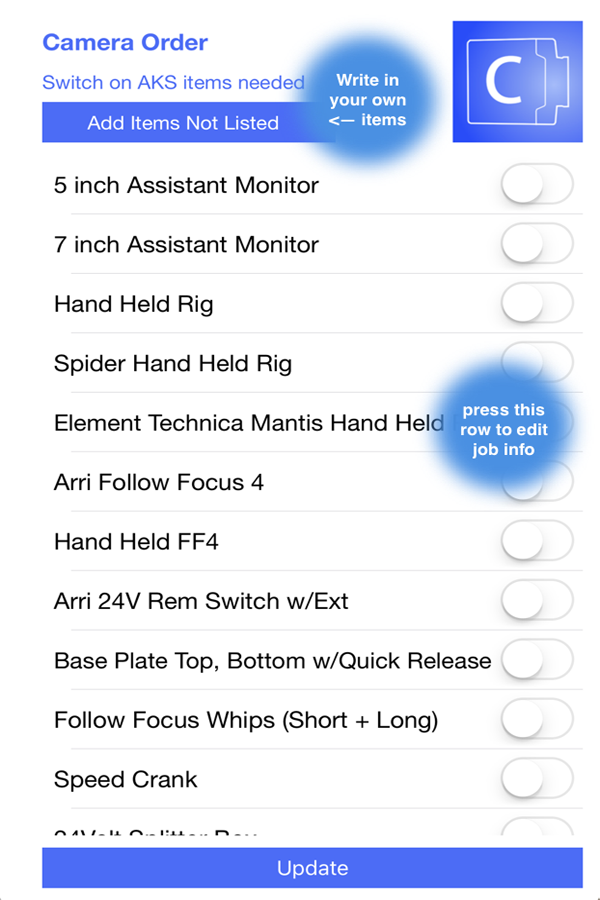 Camera Order
Switch on AKS items needed
Add Items Not Listed
Write in
your own
<— items
C
5 inch Assistant Monitor
7 inch Assistant Monitor
Hand Held Rig
Spider Hand Held Rig
Element Technica Mantis Hand Held
press this
row to edit
job info
Arri Follow Focus 4
Hand Held FF4
Arri 24V Rem Switch w/Ext
Base Plate Top, Bottom w/Quick Release
Follow Focus Whips (Short + Long)
Speed Crank
24Volt Splitter Box
Update